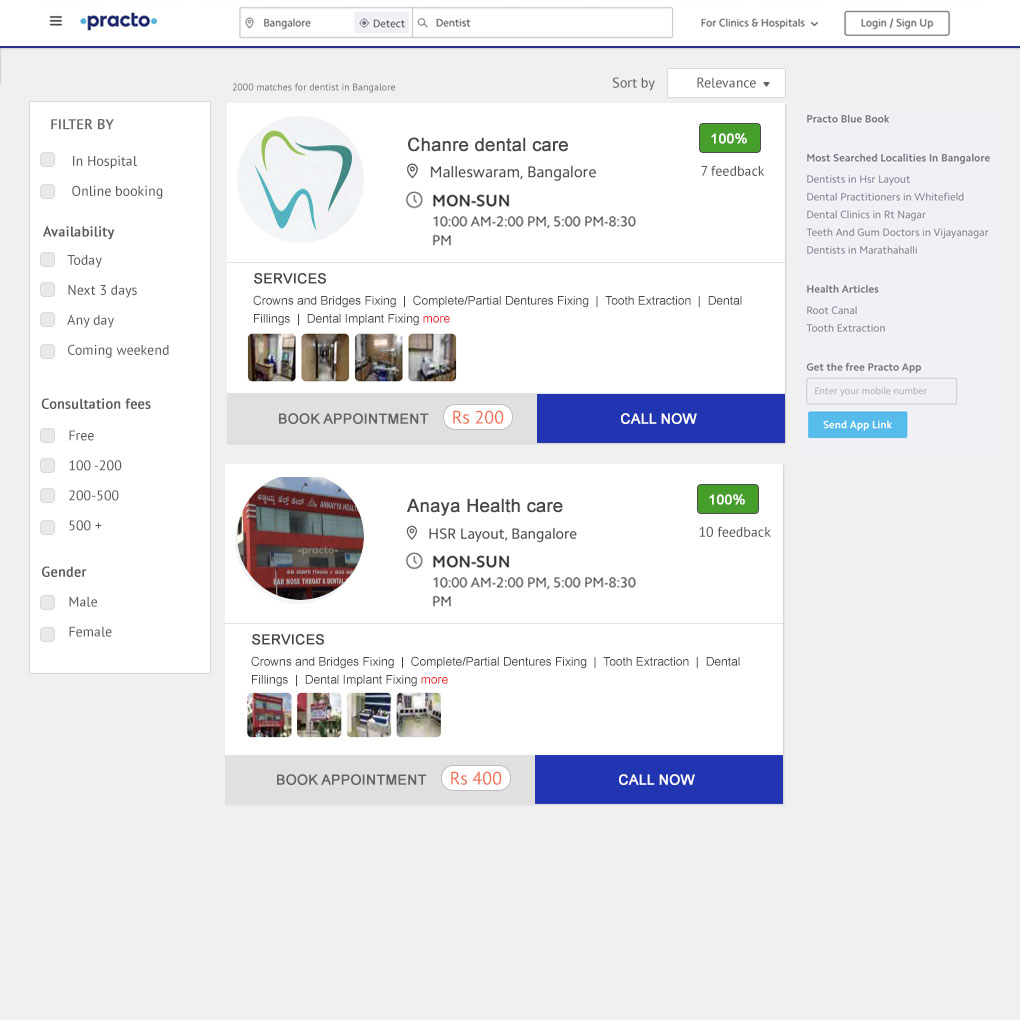 practo
Bangalore
Detect
Dentist
For Clinics & Hospitals
Login / Sign Up
2000 matches for dentist in Bangalore
Sort by
Relevance
FILTER BY
In Hospital
Online booking
Availability
Today
Next 3 days
Any day
Coming weekend
Consultation fees
Free
100 -200
200-500
500 +
Gender
Male
Female
Chanre dental care
Malleswaram, Bangalore
MON-SUN
10:00 AM-2:00 PM, 5:00 PM-8:30
PM
100%
7 feedback
SERVICES
Crowns and Bridges Fixing | Complete/Partial Dentures Fixing | Tooth Extraction | Dental
Fillings | Dental Implant Fixing more
BOOK APPOINTMENT
Rs 200
CALL NOW
ANNAYYA HEAL
practo
EAR NOSE THROAT & DENTAL
Anaya Health care
HSR Layout, Bangalore
MON-SUN
10:00 AM-2:00 PM, 5:00 PM-8:30
PM
100%
10 feedback
SERVICES
Crowns and Bridges Fixing | Complete/Partial Dentures Fixing | Tooth Extraction | Dental
Fillings | Dental Implant Fixing more
BOOK APPOINTMENT
Rs 400
CALL NOW
Practo Blue Book
Most Searched Localities In Bangalore
Dentists in Hsr Layout
Dental Practitioners in Whitefield
Dental Clinics in Rt Nagar
Teeth And Gum Doctors in Vijayanagar
Dentists in Marathahalli
Health Articles
Root Canal
Tooth Extraction
Get the free Practo App
Enter your mobile number
Send App Link